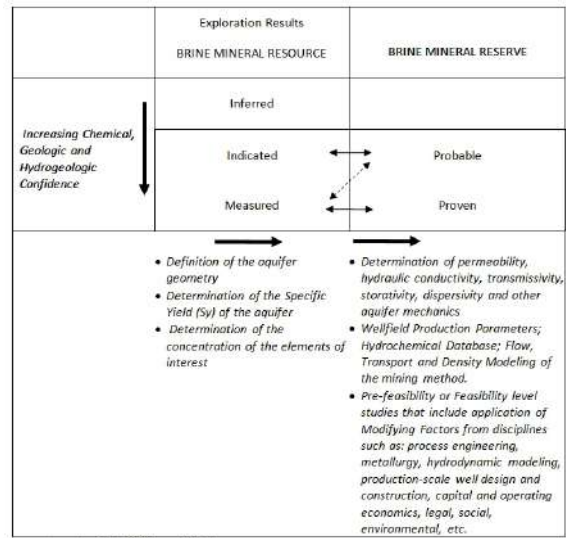 Exploration Results
BRINE MINERAL RESOURCE
BRINE MINERAL RESERVE
Increasing Chemical,
Geologic and
Hydrogeologic
Confidence
Inferred
Indicated
Probable
Measured
Proven
• Definition of the aquifer
geometry
• Determination of the Specific
Yield (Sy) of the aquifer
• Determination of the
concentration of the elements of
interest
• Determination of permeability,
hydraulic conductivity, transmissivity,
storativity, dispersivity and other
aquifer mechanics
• Wellfield Production Parameters;
Hydrochemical Database; Flow,
Transport and Density Modeling of
the mining method.
• Pre-feasibility or Feasibility level
studies that include application of
Modifying Factors from disciplines
such as: process engineering,
metallurgy, hydrodynamic modeling,
production-scale well design and
construction, capital and operating
economics, legal, social,
environmental, etc.